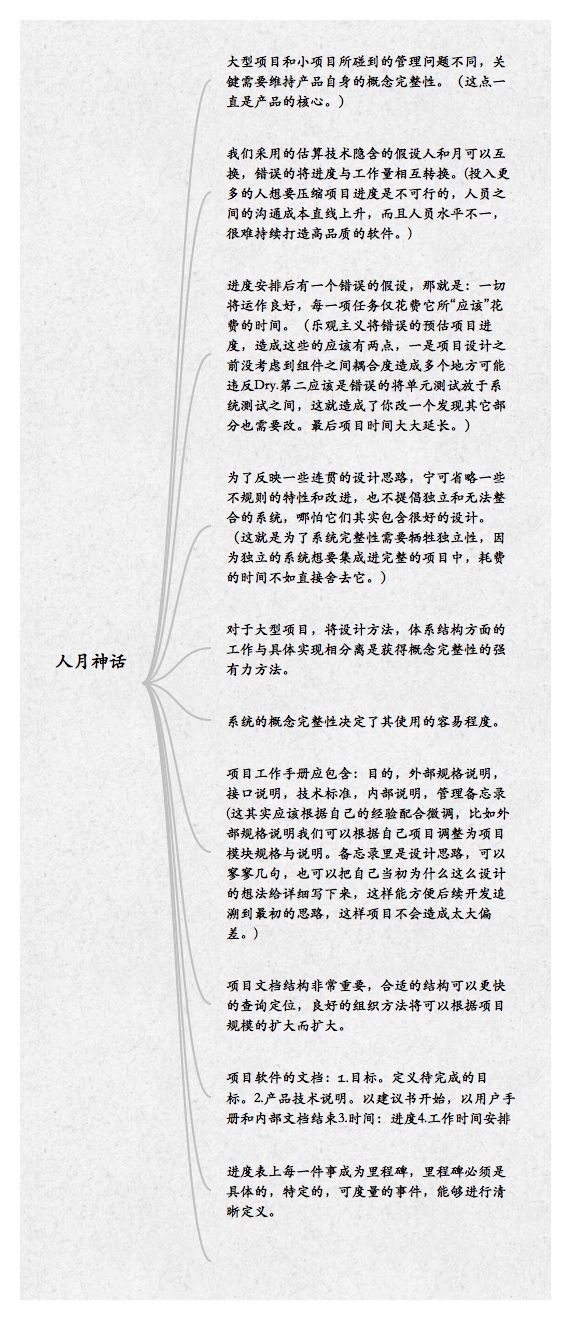 大型项目和小项目所碰到的管理问题不同，关
键需要维持产品自身的概念完整性。（这点一
直是产品的核心。）
我们采用的估算技术隐含的假设人和月可以互
换，错误的将进度与工作量相互转换。(投入更
多的人想要压缩项目进度是不可行的，人员之
间的沟通成本直线上升，而且人员水平不一，
很难持续打造高品质的软件。)
进度安排后有一个错误的假设，那就是：一切
将运作良好，每一项任务仅花费它所“应该”花
费的时间。（乐观主义将错误的预估项目进
度，造成这些的应该有两点，一是项目设计之
前没考虑到组件之间耦合度造成多个地方可能
违反Dry.第二应该是错误的将单元测试放于系
统测试之间，这就造成了你改一个发现其它部
分也需要改。最后项目时间大大延长。）
为了反映一些连贯的设计思路，宁可省略一些
不规则的特性和改进，也不提倡独立和无法整
合的系统，哪怕它们其实包含很好的设计。
（这就是为了系统完整性需要牺牲独立性，因
为独立的系统想要集成进完整的项目中，耗费
的时间不如直接舍去它。）
对于大型项目，将设计方法，体系结构方面的
工作与具体实现相分离是获得概念完整性的强
有力方法。
人月神话
系统的概念完整性决定了其使用的容易程度。
项目工作手册应包含：目的，外部规格说明，
接口说明，技术标准，内部说明，管理备忘录
(这其实应该根据自己的经验配合微调，比如外
部规格说明我们可以根据自己项目调整为项目
模块规格与说明。备忘录里是设计思路，可以
寥寥几句，也可以把自己当初为什么这么设计
的想法给详细写下来，这样能方便后续开发追
溯到最初的思路，这样项目不会造成太大偏
差。)
项目文档结构非常重要，合适的结构可以更快
的查询定位，良好的组织方法将可以根据项目
规模的扩大而扩大。
项目软件的文档：1.目标。定义待完成的目
标。2.产品技术说明。以建议书开始，以用户手
册和内部文档结束3.时间：进度4.工作时间安排
进度表上每一件事成为里程碑，里程碑必须是
具体的，特定的，可度量的事件，能够进行清
晰定义。